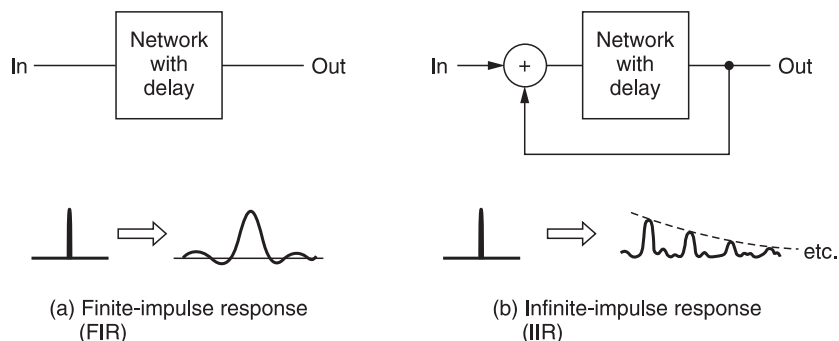 In
Network
with
delay
Out
In
+
Network
with
delay
Out
etc.
(a) Finite-impulse response
(FIR)
(b) Infinite-impulse response
(IIR)